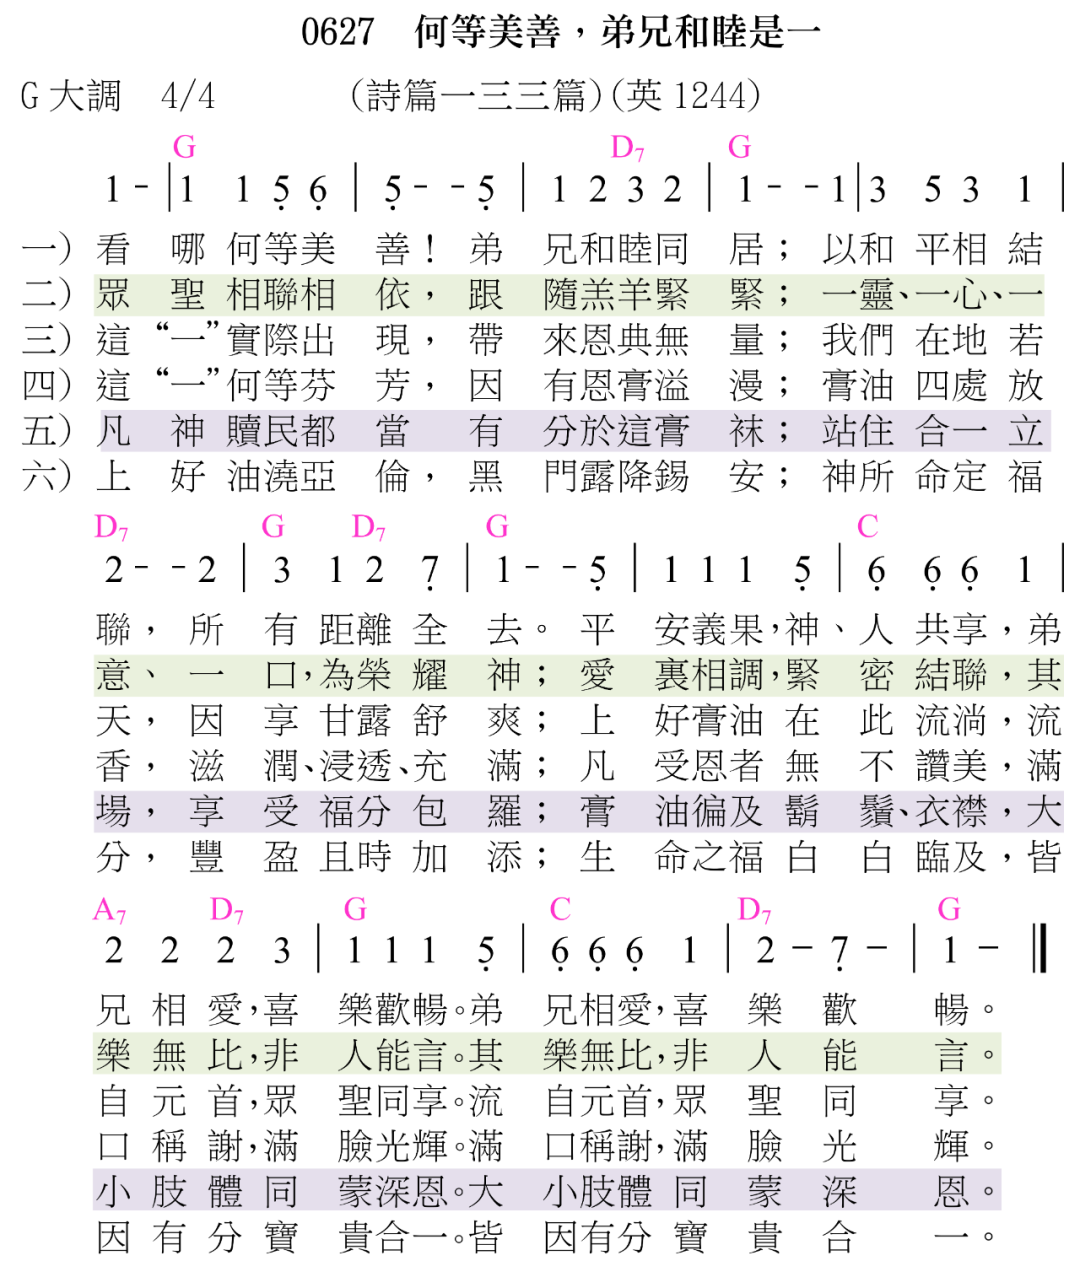 0627　何等美善，弟兄和睦是一
G 大調　4/4　(詩篇一三三篇)(英 1244)
G D7 G
1 - | 1 1 5̣ 6̣ | 5̣ - - 5̣ | 1 2 3 2 | 1 - - 1 | 3 5 3 1 |
一) 看 哪 何等美 善！弟 兄和睦同 居；以和 平相 結
二) 眾 聖 相聯相 依，跟 隨羔羊緊 緊；一靈、一心、一
三) 這 “一”實際出 現，帶 來恩典無 量；我們 在地 若
四) 這 “一”何等芬 芳，因 有恩膏溢 漫；膏油 四處 放
五) 凡 神 贖民都 當 有 分於這膏 袜；站住 合一 立
六) 上 好 油澆亞 倫，黑 門露降錫 安；神所 命定 福
D7 G D7 G C
2 - - 2 | 3 1 2 7̣ | 1 - - 5̣ | 1 1 1 5̣ | 6̣ 6̣ 6̣ 1 |
聯，所 有 距離 全 去。平 安義果，神、人 共享，弟
意、一 口，為榮 耀 神；愛 裏相調，緊 密 結聯，其
天，因 享 甘露 舒 爽；上 好膏油 在 此 流淌，流
香，滋 潤、浸透、充 滿；凡 受恩者 無 不 讚美，滿
場，享 受 福分 包 羅；膏 油徧及 鬍 鬚、衣襟，大
分，豐 盈 且時 加 添；生 命之福 白 白 臨及，皆
A7 D7 G C D7 G
2 2 2 3 | 1 1 1 5̣ | 6̣ 6̣ 6̣ 1 | 2 - 7̣ - | 1 - ‖
兄 相 愛，喜 樂歡暢。弟 兄相愛，喜 樂 歡 暢。
樂 無 比，非 人能言。其 樂無比，非 人 能 言。
自 元 首，眾 聖同享。流 自元首，眾 聖 同 享。
口 稱 謝，滿 臉光輝。滿 口稱謝，滿 臉 光 輝。
小 肢 體 同 蒙深恩。大 小肢體 同 蒙 深 恩。
因 有 分 寶 貴合一。皆 因有分 寶 貴 合 一。